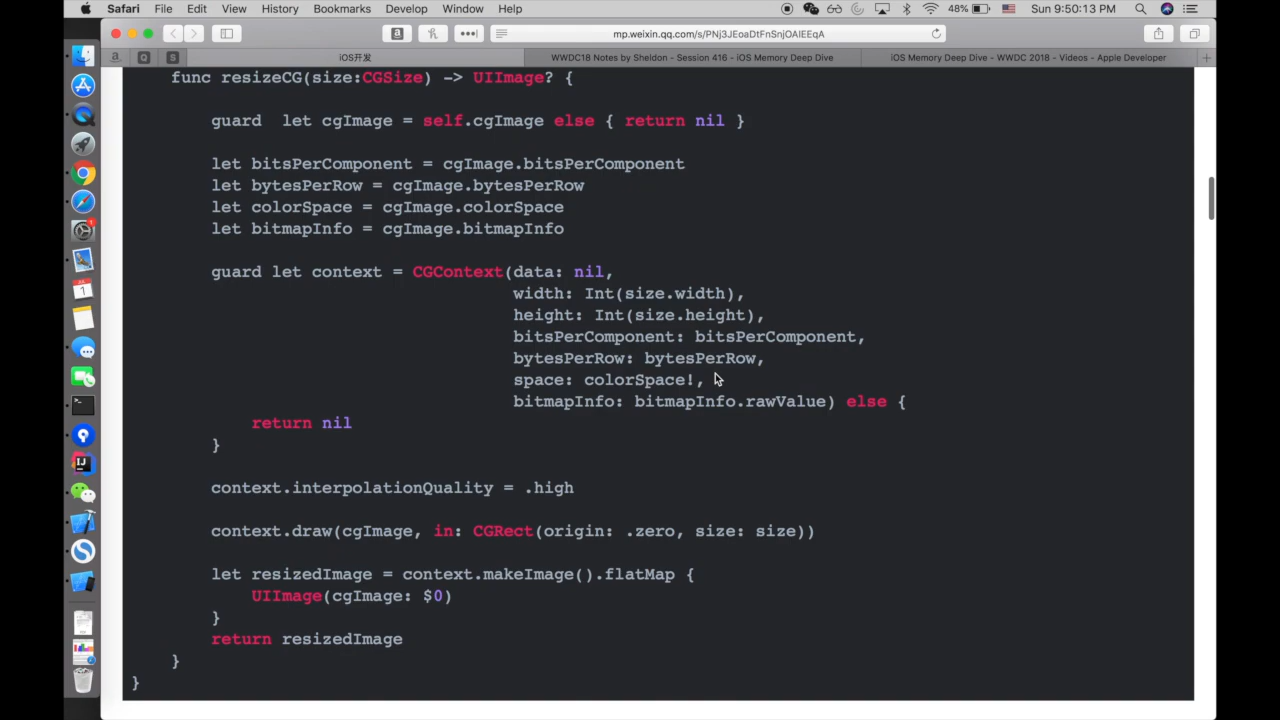 Safari File Edit View History Bookmarks Develop Window Help 48% Sun 9:50:13 PM
mp.weixin.qq.com/s/PNj3JEoaDtFnSnjOAIEEQA
iOS开发 WWDC18 Notes by Sheldon - Session 416 - iOS Memory Deep Dive iOS Memory Deep Dive - WWDC 2018 - Videos - Apple Developer
func resizeCG(size:CGSize) -> UIImage? {
guard  let cgImage = self.cgImage else { return nil }
let bitsPerComponent = cgImage.bitsPerComponent
let bytesPerRow = cgImage.bytesPerRow
let colorSpace = cgImage.colorSpace
let bitmapInfo = cgImage.bitmapInfo
guard let context = CGContext(data: nil,
width: Int(size.width),
height: Int(size.height),
bitsPerComponent: bitsPerComponent,
bytesPerRow: bytesPerRow,
space: colorSpace!,
bitmapInfo: bitmapInfo.rawValue) else {
return nil
}
context.interpolationQuality = .high
context.draw(cgImage, in: CGRect(origin: .zero, size: size))
let resizedImage = context.makeImage().flatMap {
UIImage(cgImage: $0)
}
return resizedImage
}
}